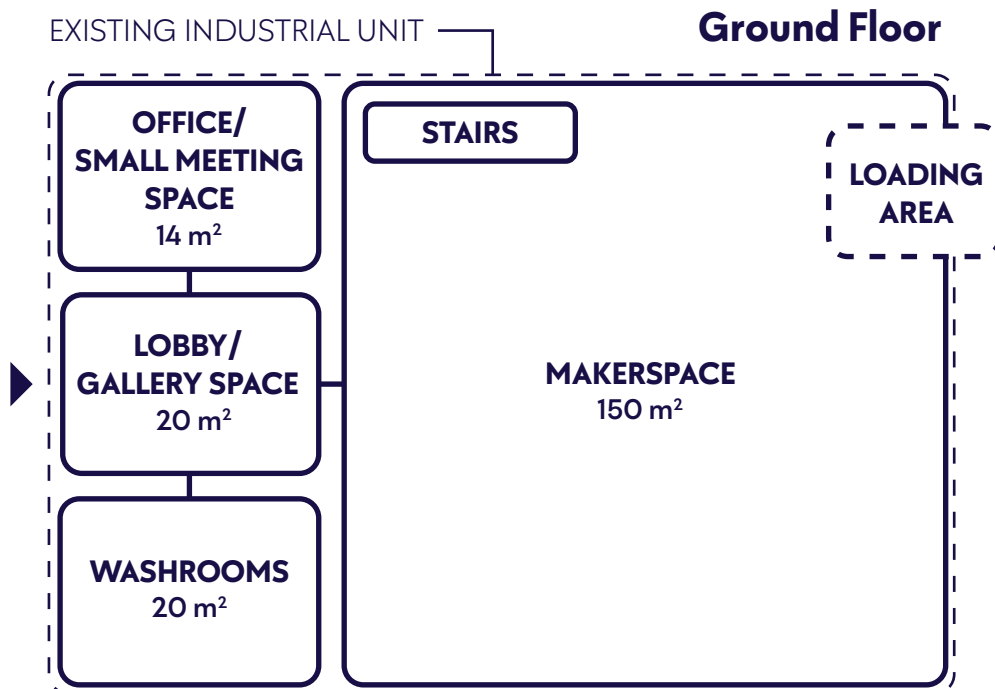 EXISTING INDUSTRIAL UNIT
Ground Floor
OFFICE/
SMALL MEETING
SPACE
14 m²
STAIRS
LOADING
AREA
LOBBY/
GALLERY SPACE
20 m²
MAKERSPACE
150 m²
WASHROOMS
20 m²